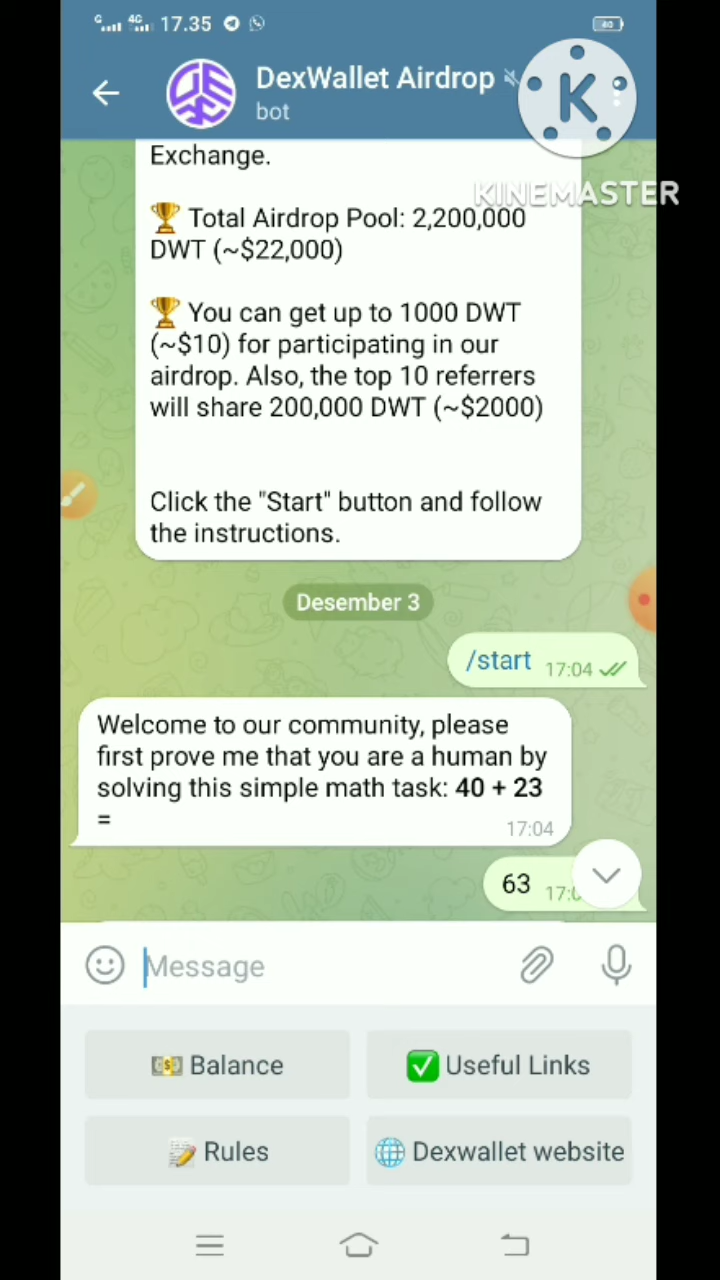 G 4G 17.35 60
DexWallet Airdrop
bot
K
KINEMASTER
Exchange.
🏆 Total Airdrop Pool: 2,200,000
DWT (~$22,000)
🏆 You can get up to 1000 DWT
(~$10) for participating in our
airdrop. Also, the top 10 referrers
will share 200,000 DWT (~$2000)
Click the "Start" button and follow
the instructions.
Desember 3
/start 17:04
Welcome to our community, please
first prove me that you are a human by
solving this simple math task: 40 + 23
=
17:04
63
Message
Balance
Useful Links
Rules
Dexwallet website